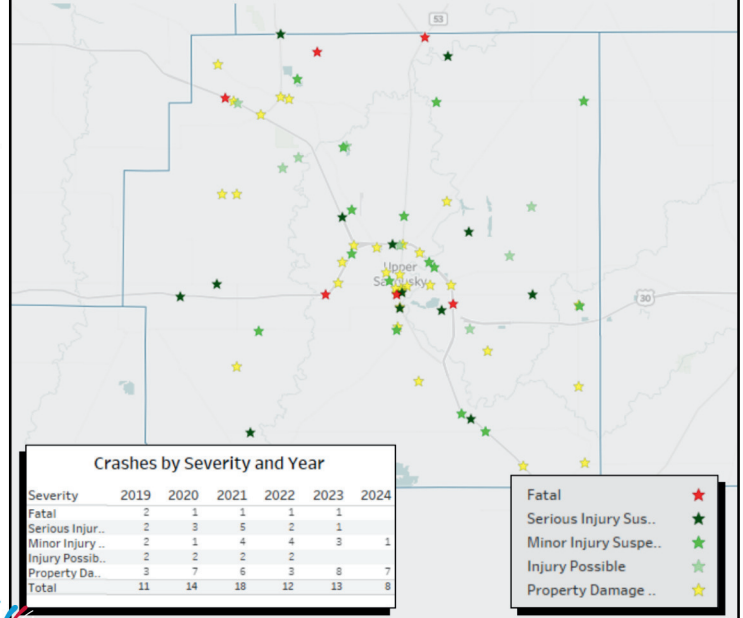 53
Upper
Sandusky
30
Crashes by Severity and Year
Severity 2019 2020 2021 2022 2023 2024
Fatal 2 1 1 1 1
Serious Injur.. 2 3 5 2 1
Minor Injury .. 2 1 4 4 3 1
Injury Possib.. 2 2 2 2
Property Da.. 3 7 6 3 8 7
Total 11 14 18 12 13 8
Fatal
Serious Injury Sus..
Minor Injury Suspe..
Injury Possible
Property Damage ..